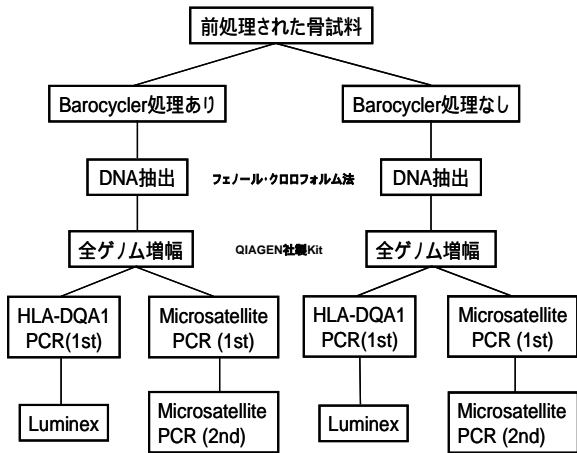 前処理された骨試料
Barocycler処理あり
Barocycler処理なし
DNA抽出
フェノール・クロロフォルム法
DNA抽出
全ゲノム増幅
QIAGEN社製Kit
全ゲノム増幅
HLA-DQA1
PCR(1st)
Microsatellite
PCR (1st)
HLA-DQA1
PCR(1st)
Microsatellite
PCR (1st)
Luminex
Microsatellite
PCR (2nd)
Luminex
Microsatellite
PCR (2nd)